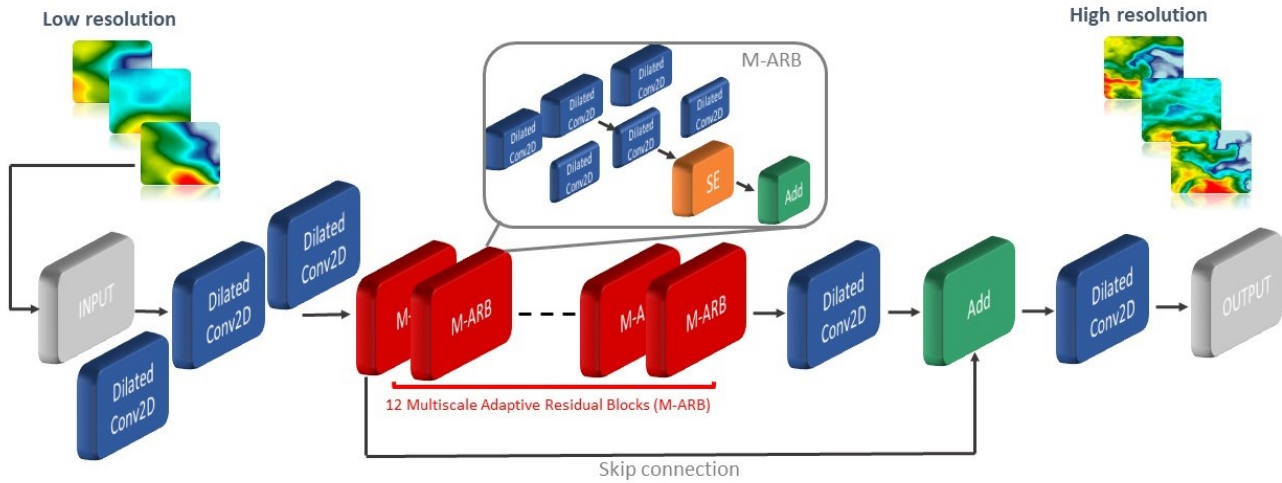 Low resolution
High resolution
M-ARB
Dilated
Conv2D
Dilated
Conv2D
Dilated
Conv2D
Dilated
Conv2D
Dilated
Conv2D
Dilated
Conv2D
SE
Add
INPUT
Dilated
Conv2D
Dilated
Conv2D
Dilated
Conv2D
M-
M-ARB
M-A
M-ARB
Dilated
Conv2D
Add
Dilated
Conv2D
OUTPUT
12 Multiscale Adaptive Residual Blocks (M-ARB)
Skip connection